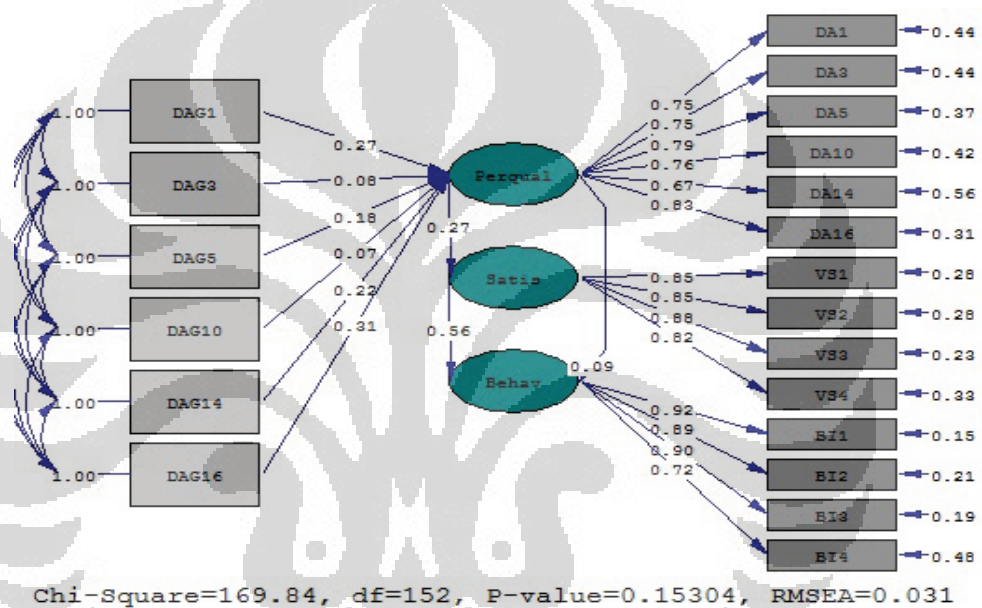 1.00 DAG1
1.00 DAG3
1.00 DAG5
1.00 DAG10
1.00 DAG14
1.00 DAG16
0.27
0.08
0.18
0.07
0.22
0.31
Perqual
0.27
Satis
0.56
Behav
0.09
0.75
0.75
0.79
0.76
0.67
0.83
0.85
0.85
0.88
0.82
0.92
0.89
0.90
0.72
DA1 0.44
DA3 0.44
DA5 0.37
DA10 0.42
DA14 0.56
DA16 0.31
VS1 0.28
VS2 0.28
VS3 0.23
VS4 0.33
BI1 0.15
BI2 0.21
BI3 0.19
BI4 0.48
Chi-Square=169.84, df=152, P-value=0.15304, RMSEA=0.031